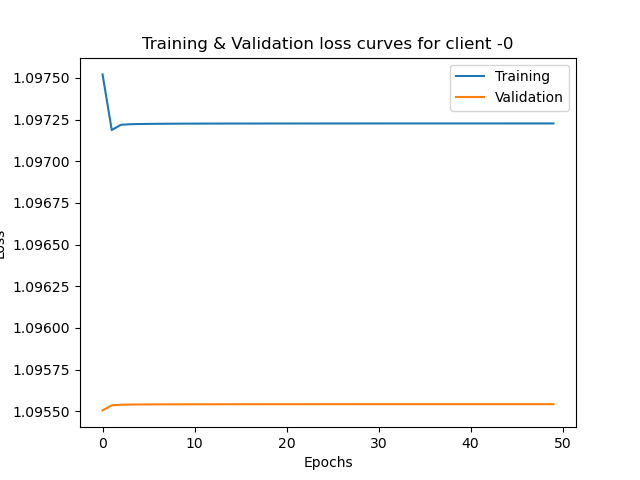 Training & Validation loss curves for client -0
Training
Validation
1.09750
1.09725
1.09700
1.09675
1.09650
1.09625
1.09600
1.09575
1.09550
Loss
0 10 20 30 40 50
Epochs